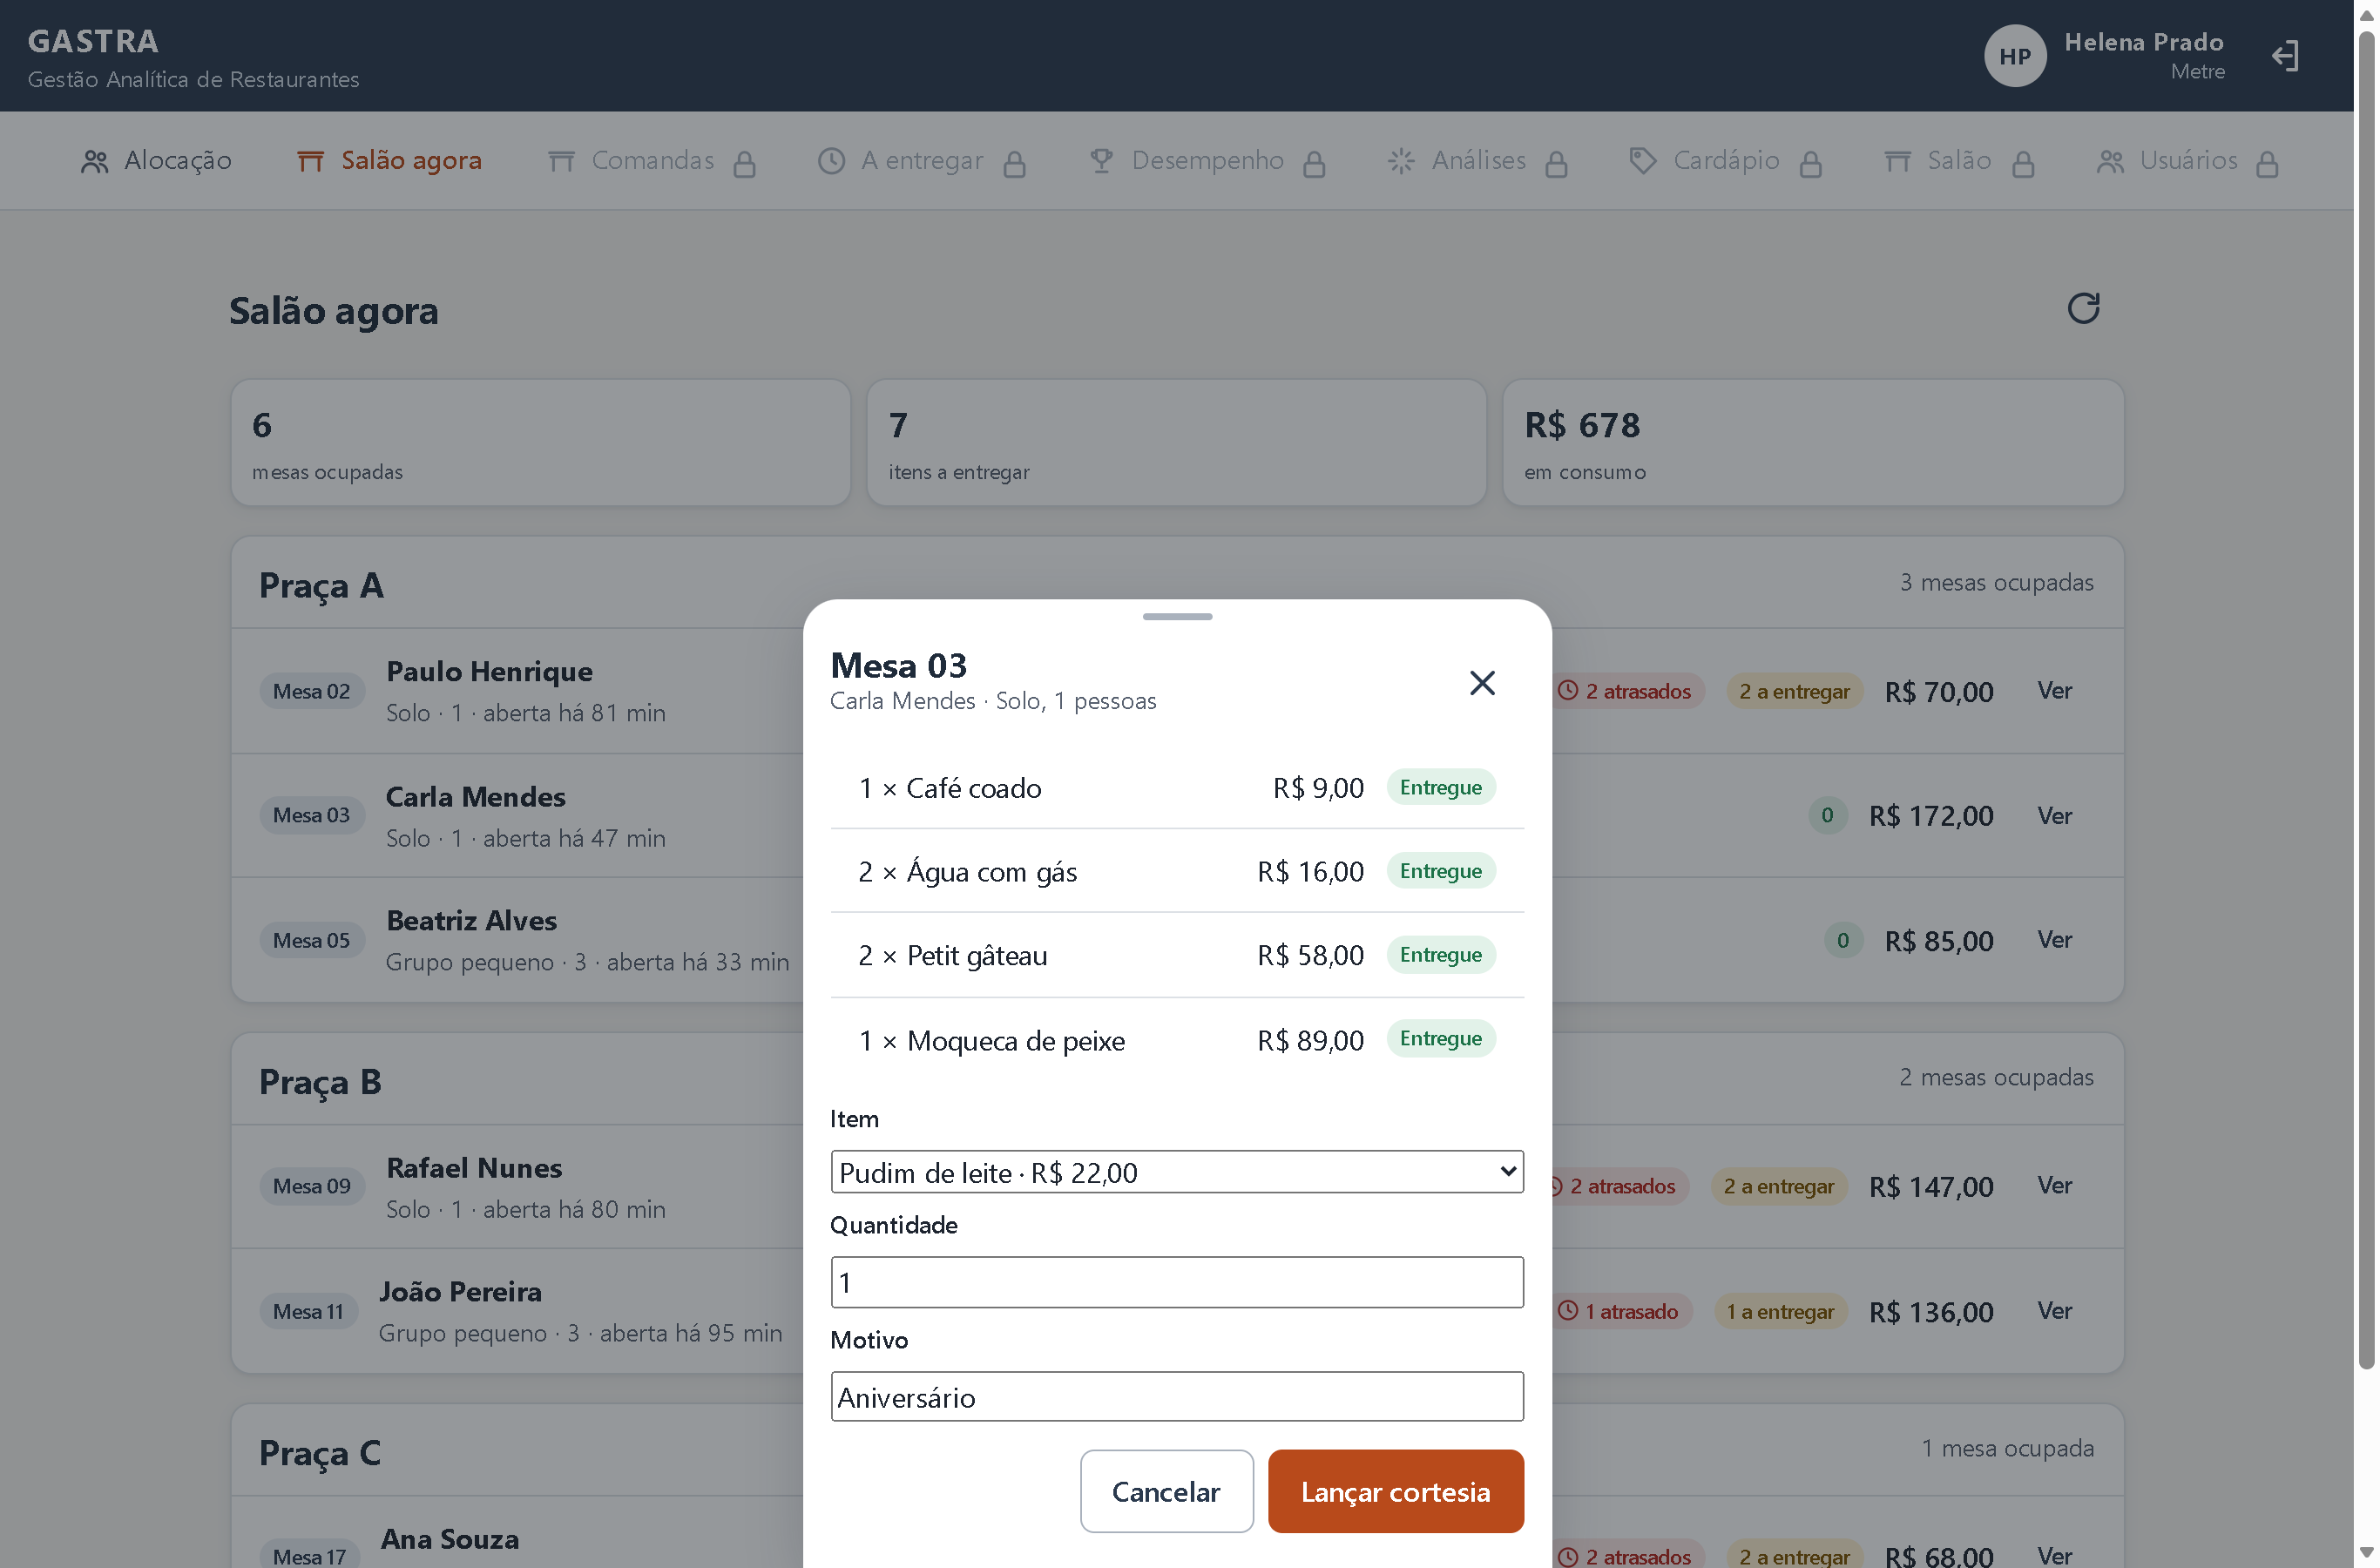 GASTRA
Gestão Analítica de Restaurantes
HP
Helena Prado
Metre
Alocação
Salão agora
Comandas
A entregar
Desempenho
Análises
Cardápio
Salão
Usuários
Salão agora
6
mesas ocupadas
7
itens a entregar
R$ 678
em consumo
Praça A
3 mesas ocupadas
Mesa 02
Paulo Henrique
Solo · 1 · aberta há 81 min
2 atrasados
2 a entregar
R$ 70,00
Ver
Mesa 03
Carla Mendes
Solo · 1 · aberta há 47 min
0
R$ 172,00
Ver
Mesa 05
Beatriz Alves
Grupo pequeno · 3 · aberta há 33 min
0
R$ 85,00
Ver
Praça B
2 mesas ocupadas
Mesa 09
Rafael Nunes
Solo · 1 · aberta há 80 min
2 atrasados
2 a entregar
R$ 147,00
Ver
Mesa 11
João Pereira
Grupo pequeno · 3 · aberta há 95 min
1 atrasado
1 a entregar
R$ 136,00
Ver
Praça C
1 mesa ocupada
Mesa 17
Ana Souza
2 atrasados
2 a entregar
R$ 68,00
Ver
Mesa 03
Carla Mendes · Solo, 1 pessoas
1 × Café coado R$ 9,00 Entregue
2 × Água com gás R$ 16,00 Entregue
2 × Petit gâteau R$ 58,00 Entregue
1 × Moqueca de peixe R$ 89,00 Entregue
Item
Pudim de leite · R$ 22,00
Quantidade
1
Motivo
Aniversário
Cancelar
Lançar cortesia